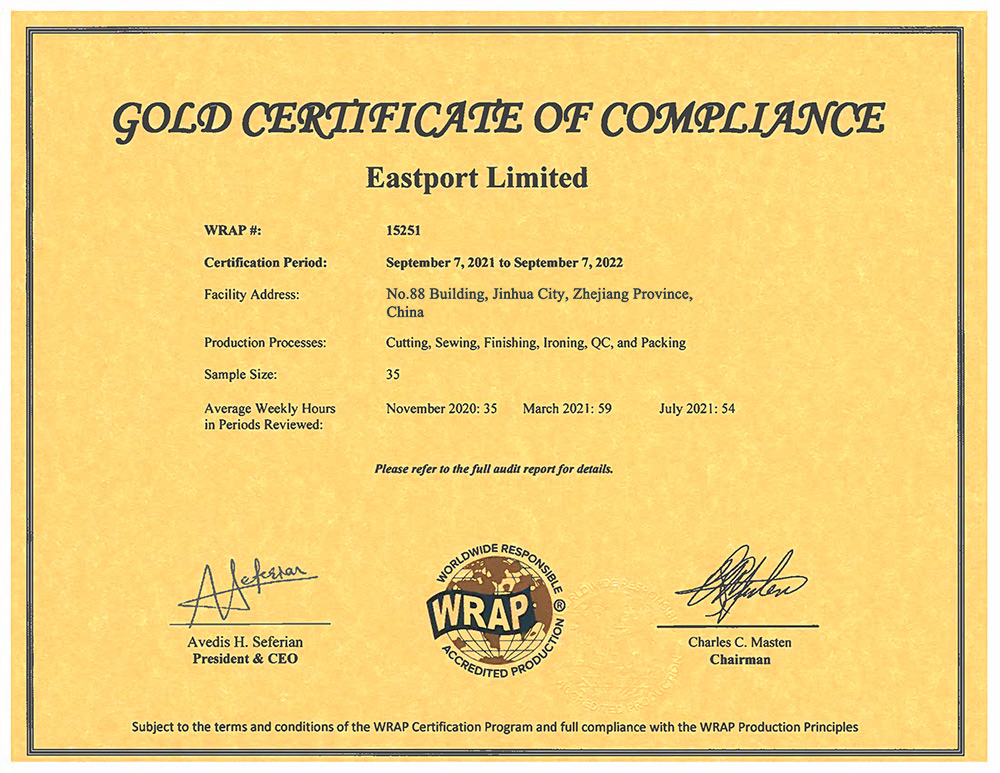 GOLD CERTIFICATE OF COMPLIANCE
Eastport Limited
WRAP #: 15251
Certification Period: September 7, 2021 to September 7, 2022
Facility Address: No.88 Building, Jinhua City, Zhejiang Province,
China
Production Processes: Cutting, Sewing, Finishing, Ironing, QC, and Packing
Sample Size: 35
Average Weekly Hours November 2020: 35 March 2021: 59 July 2021: 54
in Periods Reviewed:
Please refer to the full audit report for details.
WORLDWIDE RESPONSIBLE
WRAP ®
ACCREDITED PRODUCTION
Avedis H. Seferian
President & CEO
Charles C. Masten
Chairman
Subject to the terms and conditions of the WRAP Certification Program and full compliance with the WRAP Production Principles